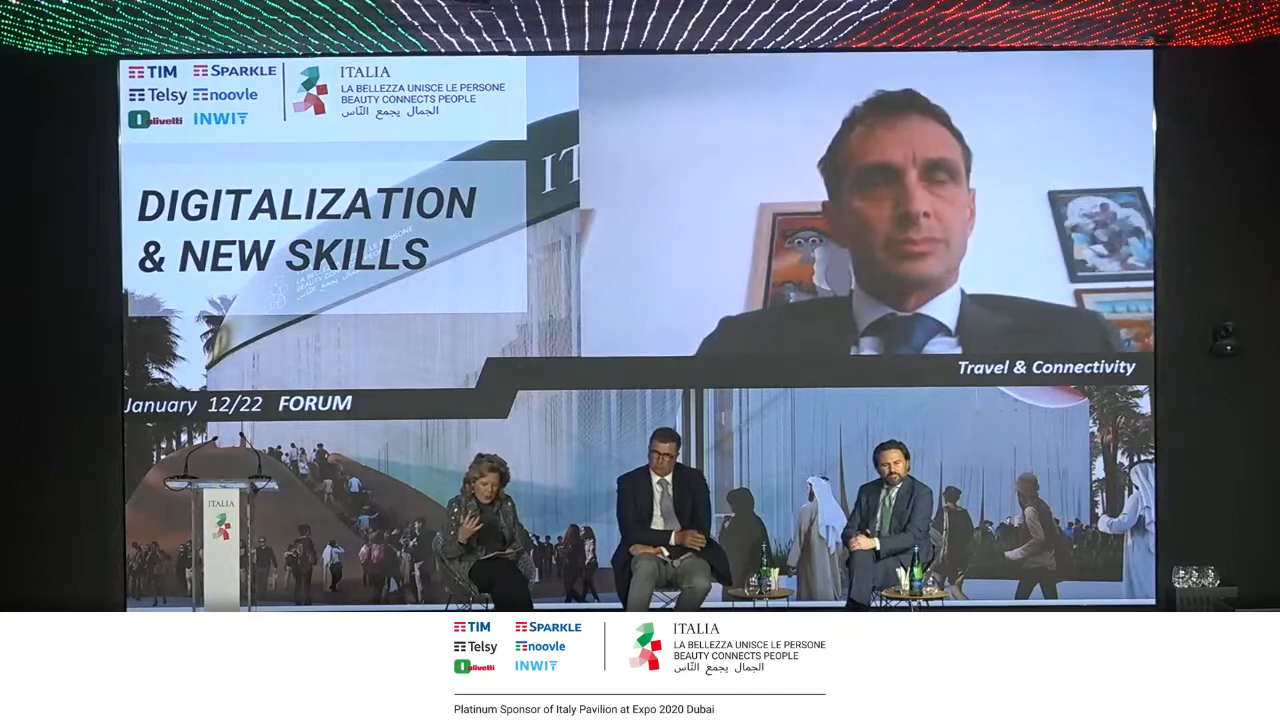 TIM SPARKLE
Telsy noovle
Olivetti INWIT
ITALIA
LA BELLEZZA UNISCE LE PERSONE
BEAUTY CONNECTS PEOPLE
الجمال يجمع النّاس
IT
DIGITALIZATION
& NEW SKILLS
Travel & Connectivity
January 12/22 FORUM
ITALIA
TIM SPARKLE
Telsy noovle
Olivetti INWIT
ITALIA
LA BELLEZZA UNISCE LE PERSONE
BEAUTY CONNECTS PEOPLE
الجمال يجمع النّاس
Platinum Sponsor of Italy Pavilion at Expo 2020 Dubai